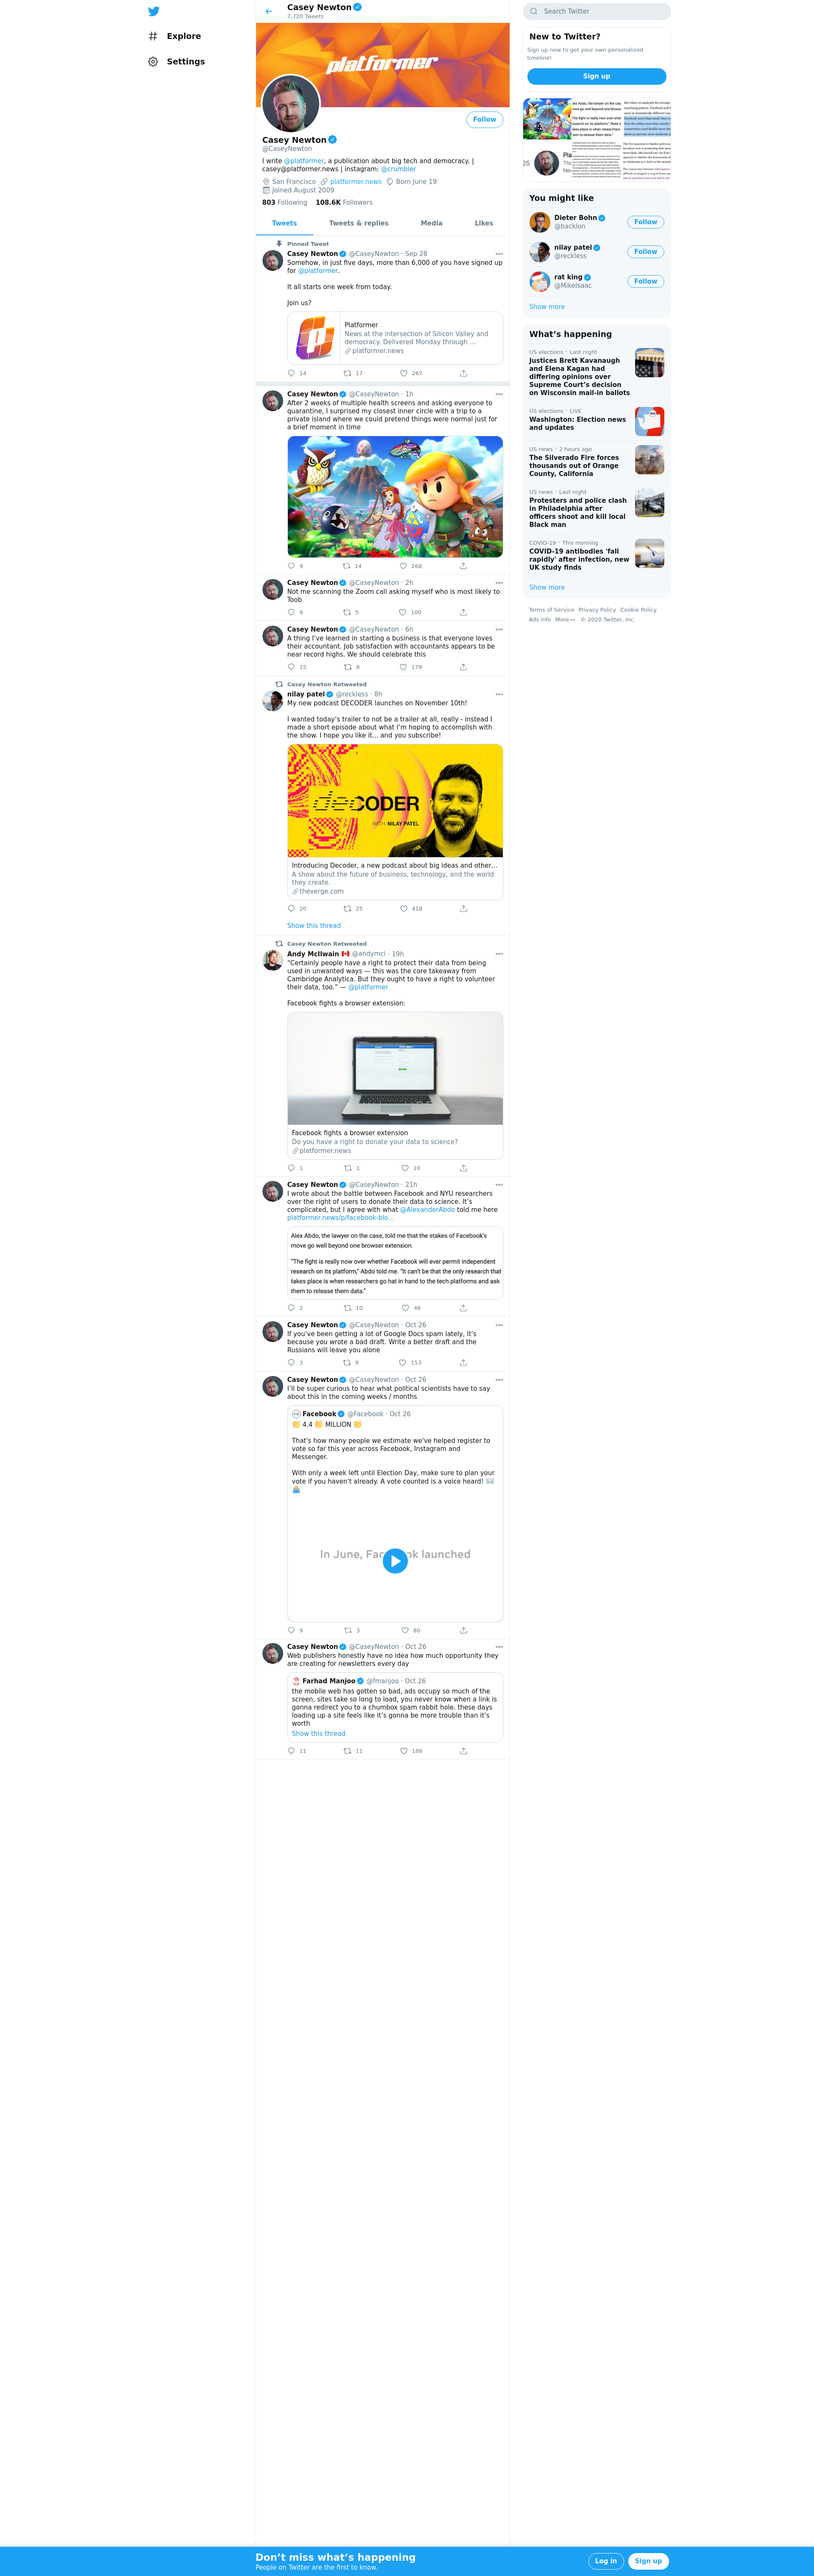 Explore
Settings
Casey Newton
7,720 Tweets
platformer
Follow
Casey Newton
@CaseyNewton
I write @platformer, a publication about big tech and democracy. |
casey@platformer.news | instagram: @crumbler
San Francisco platformer.news Born June 19
Joined August 2009
803 Following 108.6K Followers
Tweets Tweets & replies Media Likes
Pinned Tweet
Casey Newton @CaseyNewton · Sep 28
Somehow, in just five days, more than 6,000 of you have signed up
for @platformer.
It all starts one week from today.
Join us?
Platformer
News at the intersection of Silicon Valley and
democracy. Delivered Monday through ...
platformer.news
14 17 267
Casey Newton @CaseyNewton · 1h
After 2 weeks of multiple health screens and asking everyone to
quarantine, I surprised my closest inner circle with a trip to a
private island where we could pretend things were normal just for
a brief moment in time
9 14 268
Casey Newton @CaseyNewton · 2h
Not me scanning the Zoom call asking myself who is most likely to
Toob
9 5 100
Casey Newton @CaseyNewton · 6h
A thing I’ve learned in starting a business is that everyone loves
their accountant. Job satisfaction with accountants appears to be
near record highs. We should celebrate this
15 8 179
Casey Newton Retweeted
nilay patel @reckless · 8h
My new podcast DECODER launches on November 10th!
I wanted today’s trailer to not be a trailer at all, really - instead I
made a short episode about what I’m hoping to accomplish with
the show. I hope you like it... and you subscribe!
decODER
WITH NILAY PATEL
Introducing Decoder, a new podcast about big ideas and other...
A show about the future of business, technology, and the world
they create.
theverge.com
20 25 418
Show this thread
Casey Newton Retweeted
Andy McIlwain @andymci · 19h
“Certainly people have a right to protect their data from being
used in unwanted ways — this was the core takeaway from
Cambridge Analytica. But they ought to have a right to volunteer
their data, too.” — @platformer
Facebook fights a browser extension:
Facebook fights a browser extension
Do you have a right to donate your data to science?
platformer.news
1 1 10
Casey Newton @CaseyNewton · 21h
I wrote about the battle between Facebook and NYU researchers
over the right of users to donate their data to science. It’s
complicated, but I agree with what @AlexanderAbdo told me here
platformer.news/p/facebook-blo…
Alex Abdo, the lawyer on the case, told me that the stakes of Facebook’s
move go well beyond one browser extension.
“The fight is really now over whether Facebook will ever permit independent
research on its platform,” Abdo told me. “It can’t be that the only research that
takes place is when researchers go hat in hand to the tech platforms and ask
them to release them data.”
2 10 46
Casey Newton @CaseyNewton · Oct 26
If you’ve been getting a lot of Google Docs spam lately, it’s
because you wrote a bad draft. Write a better draft and the
Russians will leave you alone
3 9 153
Casey Newton @CaseyNewton · Oct 26
I’ll be super curious to hear what political scientists have to say
about this in the coming weeks / months
Facebook @Facebook · Oct 26
👏 4.4 👏 MILLION 👏
That’s how many people we estimate we’ve helped register to
vote so far this year across Facebook, Instagram and
Messenger.
With only a week left until Election Day, make sure to plan your
vote if you haven’t already. A vote counted is a voice heard!
In June, Fac ok launched
9 3 80
Casey Newton @CaseyNewton · Oct 26
Web publishers honestly have no idea how much opportunity they
are creating for newsletters every day
Farhad Manjoo @fmanjoo · Oct 26
the mobile web has gotten so bad, ads occupy so much of the
screen, sites take so long to load, you never know when a link is
gonna redirect you to a chumbox spam rabbit hole. these days
loading up a site feels like it’s gonna be more trouble than it’s
worth
Show this thread
11 11 188
Search Twitter
New to Twitter?
Sign up now to get your own personalized
timeline!
Sign up
You might like
Dieter Bohn
@backlon
Follow
nilay patel
@reckless
Follow
rat king
@MikeIsaac
Follow
Show more
What’s happening
US elections · Last night
Justices Brett Kavanaugh
and Elena Kagan had
differing opinions over
Supreme Court’s decision
on Wisconsin mail-in ballots
US elections · LIVE
Washington: Election news
and updates
US news · 2 hours ago
The Silverado Fire forces
thousands out of Orange
County, California
US news · Last night
Protesters and police clash
in Philadelphia after
officers shoot and kill local
Black man
COVID-19 · This morning
COVID-19 antibodies 'fall
rapidly' after infection, new
UK study finds
Show more
Terms of Service Privacy Policy Cookie Policy
Ads info More © 2020 Twitter, Inc.
Don’t miss what’s happening
People on Twitter are the first to know.
Log in
Sign up